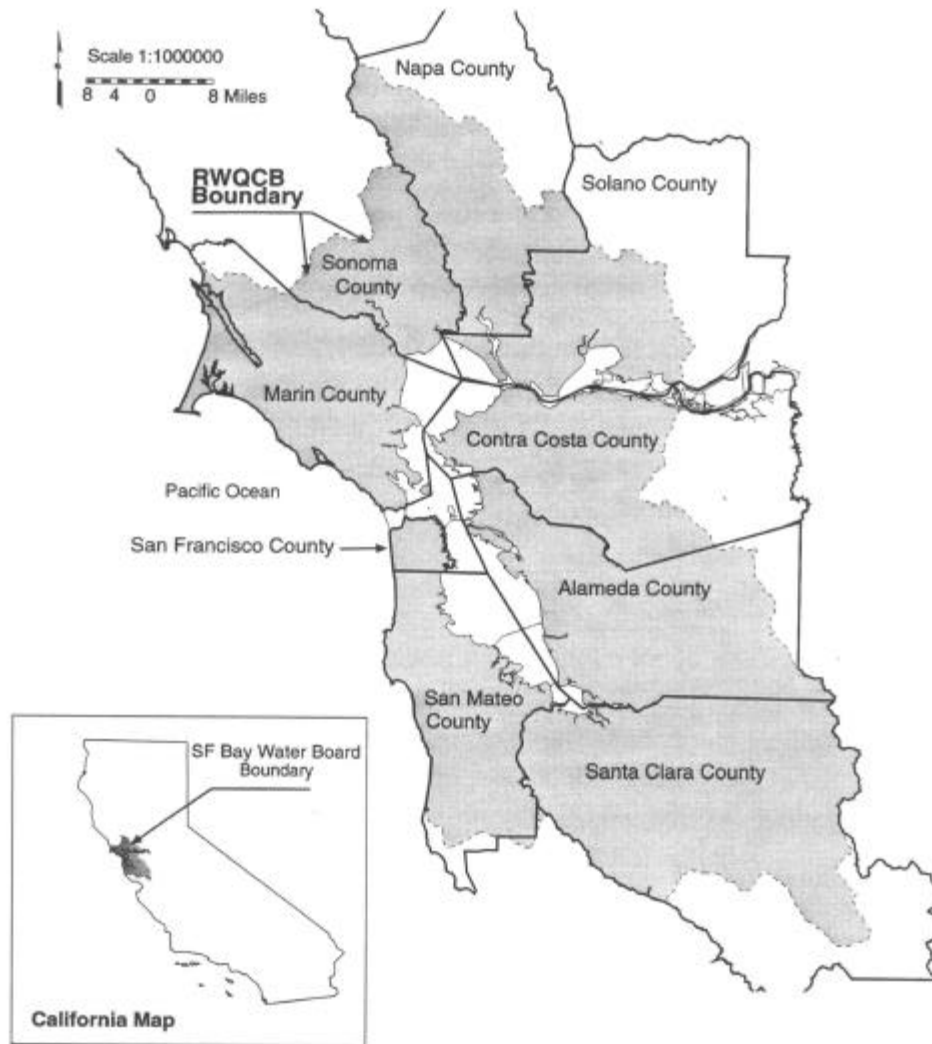 Scale 1:1000000
8 4 0 8 Miles
Napa County
RWQCB
Boundary
Solano County
Sonoma
County
Marin County
Contra Costa County
Pacific Ocean
San Francisco County
Alameda County
San Mateo
County
Santa Clara County
SF Bay Water Board
Boundary
California Map